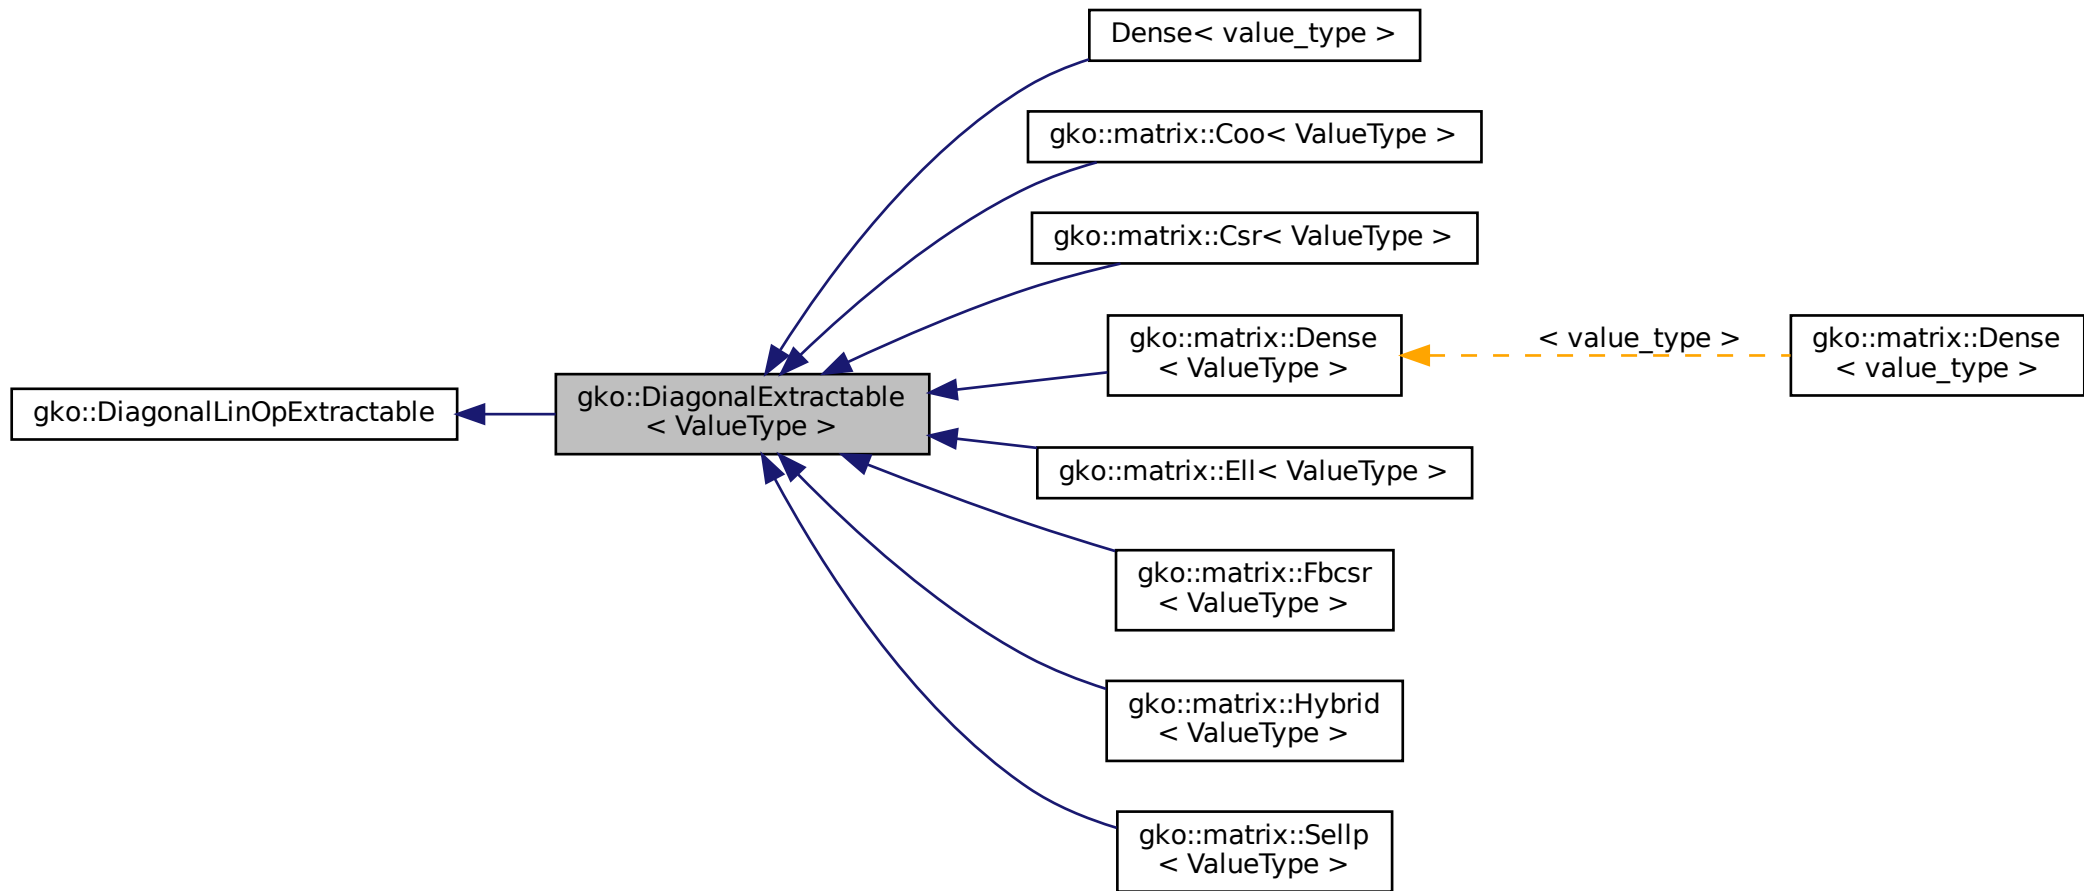 Dense< value_type >
gko::matrix::Coo< ValueType >
gko::matrix::Csr< ValueType >
gko::matrix::Dense
< ValueType >
< value_type >
gko::matrix::Dense
< value_type >
gko::DiagonalLinOpExtractable
gko::DiagonalExtractable
< ValueType >
gko::matrix::Ell< ValueType >
gko::matrix::Fbcsr
< ValueType >
gko::matrix::Hybrid
< ValueType >
gko::matrix::Sellp
< ValueType >